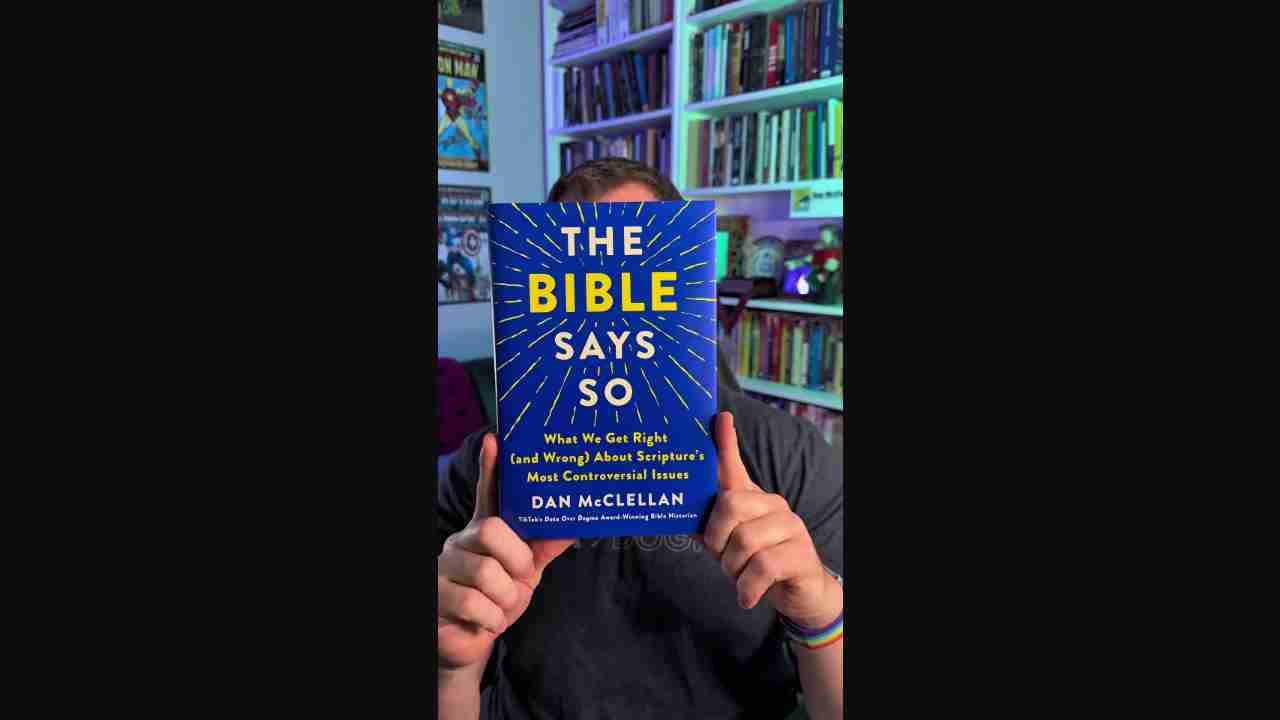 ON MAN
THE
BIBLE
SAYS
SO
What We Get Right
(and Wrong) About Scripture's
Most Controversial Issues
DAN McCLELLAN
TikTok's Data Over Dogma Award-Winning Bible Historian